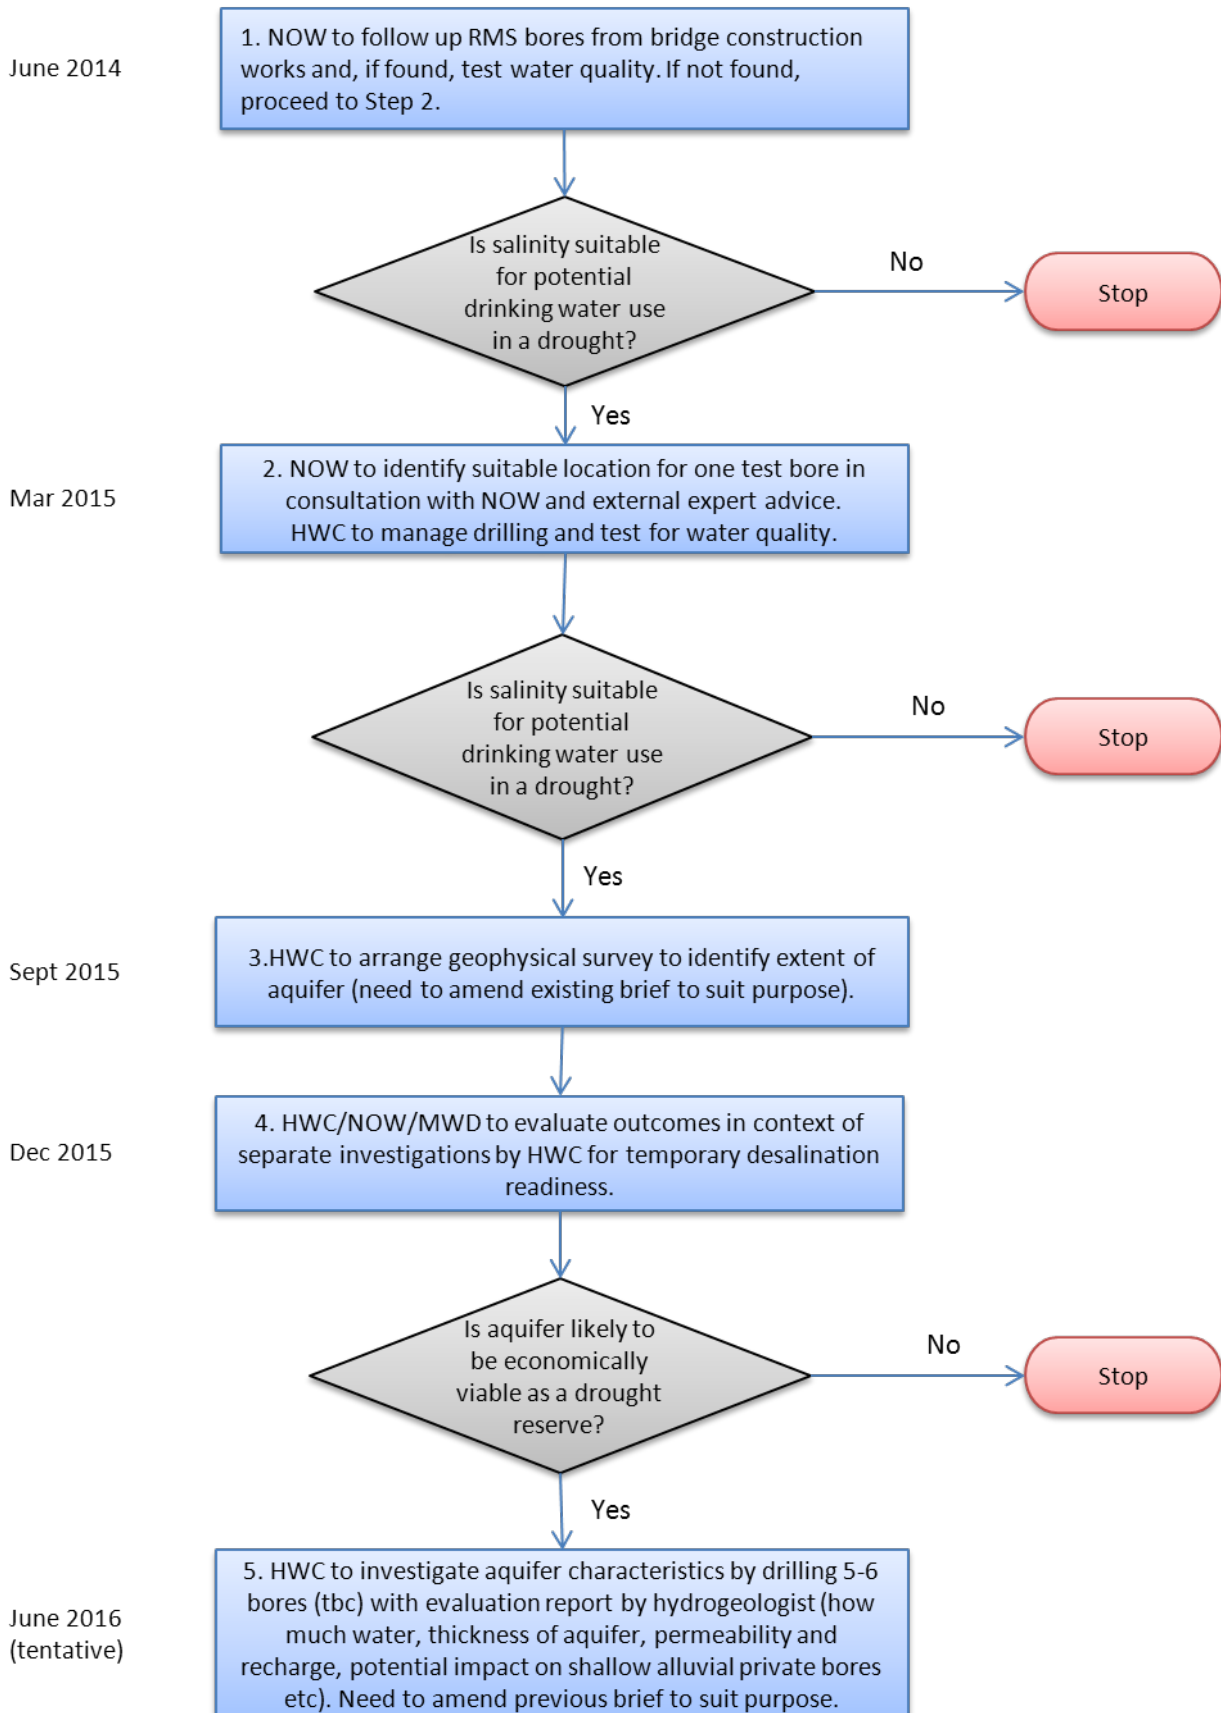 June 2014
1. NOW to follow up RMS bores from bridge construction
works and, if found, test water quality. If not found,
proceed to Step 2.
Is salinity suitable
for potential
drinking water use
in a drought?
No
Stop
Yes
Mar 2015
2. NOW to identify suitable location for one test bore in
consultation with NOW and external expert advice.
HWC to manage drilling and test for water quality.
Is salinity suitable
for potential
drinking water use
in a drought?
No
Stop
Yes
Sept 2015
3.HWC to arrange geophysical survey to identify extent of
aquifer (need to amend existing brief to suit purpose).
Dec 2015
4. HWC/NOW/MWD to evaluate outcomes in context of
separate investigations by HWC for temporary desalination
readiness.
Is aquifer likely to
be economically
viable as a drought
reserve?
No
Stop
Yes
June 2016
(tentative)
5. HWC to investigate aquifer characteristics by drilling 5-6
bores (tbc) with evaluation report by hydrogeologist (how
much water, thickness of aquifer, permeability and
recharge, potential impact on shallow alluvial private bores
etc). Need to amend previous brief to suit purpose.